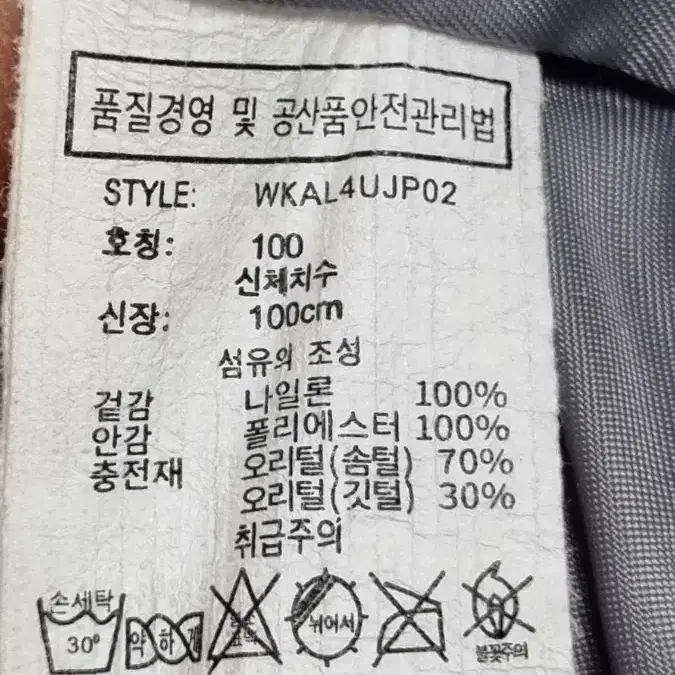 품질경영 및 공산품안전관리법
STYLE: WKAL4UJP02
호칭: 100
신체치수
신장: 100cm
섬유의 조성
겉감 나일론 100%
안감 폴리에스터 100%
충전재 오리털(솜털) 70%
오리털(깃털) 30%
취급주의
손세탁
30° 약하게 뉘어서
불꽃주의